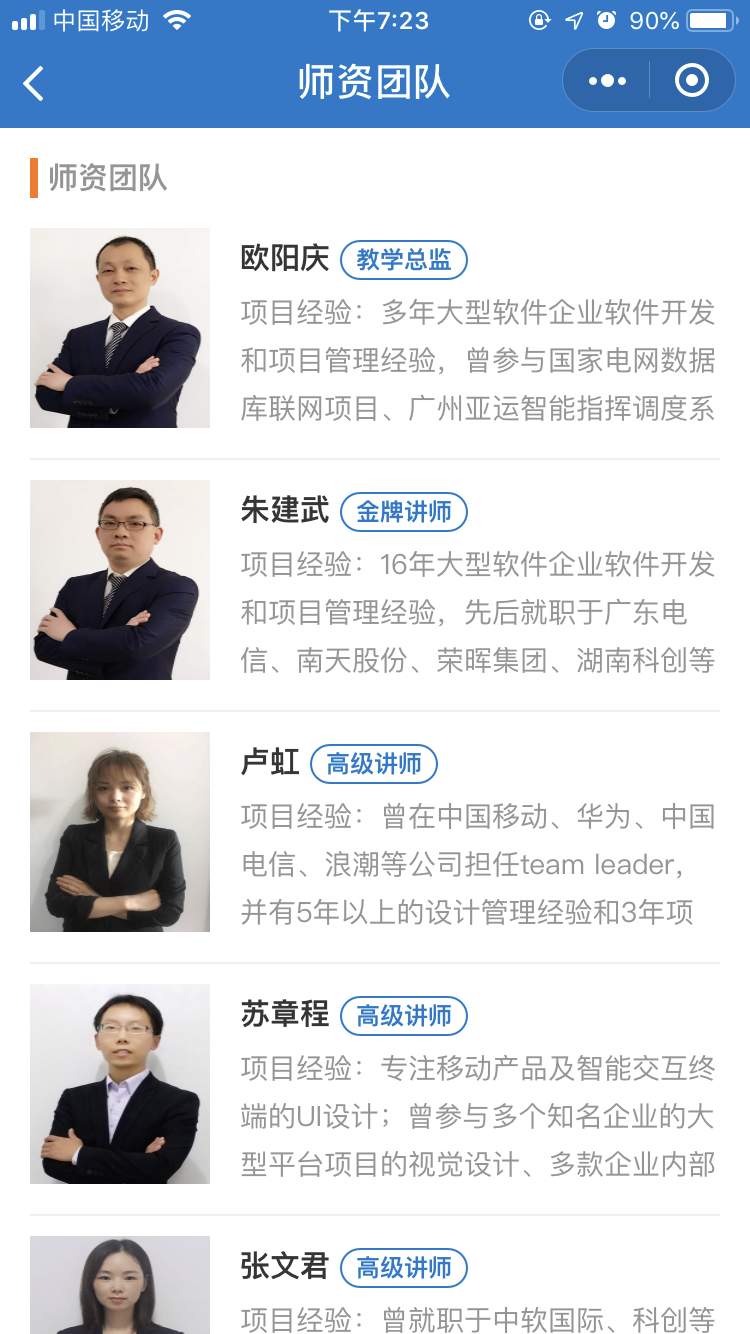 中国移动
下午7:23
90%
师资团队
师资团队
欧阳庆 教学总监
项目经验：多年大型软件企业软件开发
和项目管理经验，曾参与国家电网数据
库联网项目、广州亚运智能指挥调度系
朱建武 金牌讲师
项目经验：16年大型软件企业软件开发
和项目管理经验，先后就职于广东电
信、南天股份、荣晖集团、湖南科创等
卢虹 高级讲师
项目经验：曾在中国移动、华为、中国
电信、浪潮等公司担任team leader，
并有5年以上的设计管理经验和3年项
苏章程 高级讲师
项目经验：专注移动产品及智能交互终
端的UI设计；曾参与多个知名企业的大
型平台项目的视觉设计、多款企业内部
张文君 高级讲师
项目经验：曾就职于中软国际、科创等